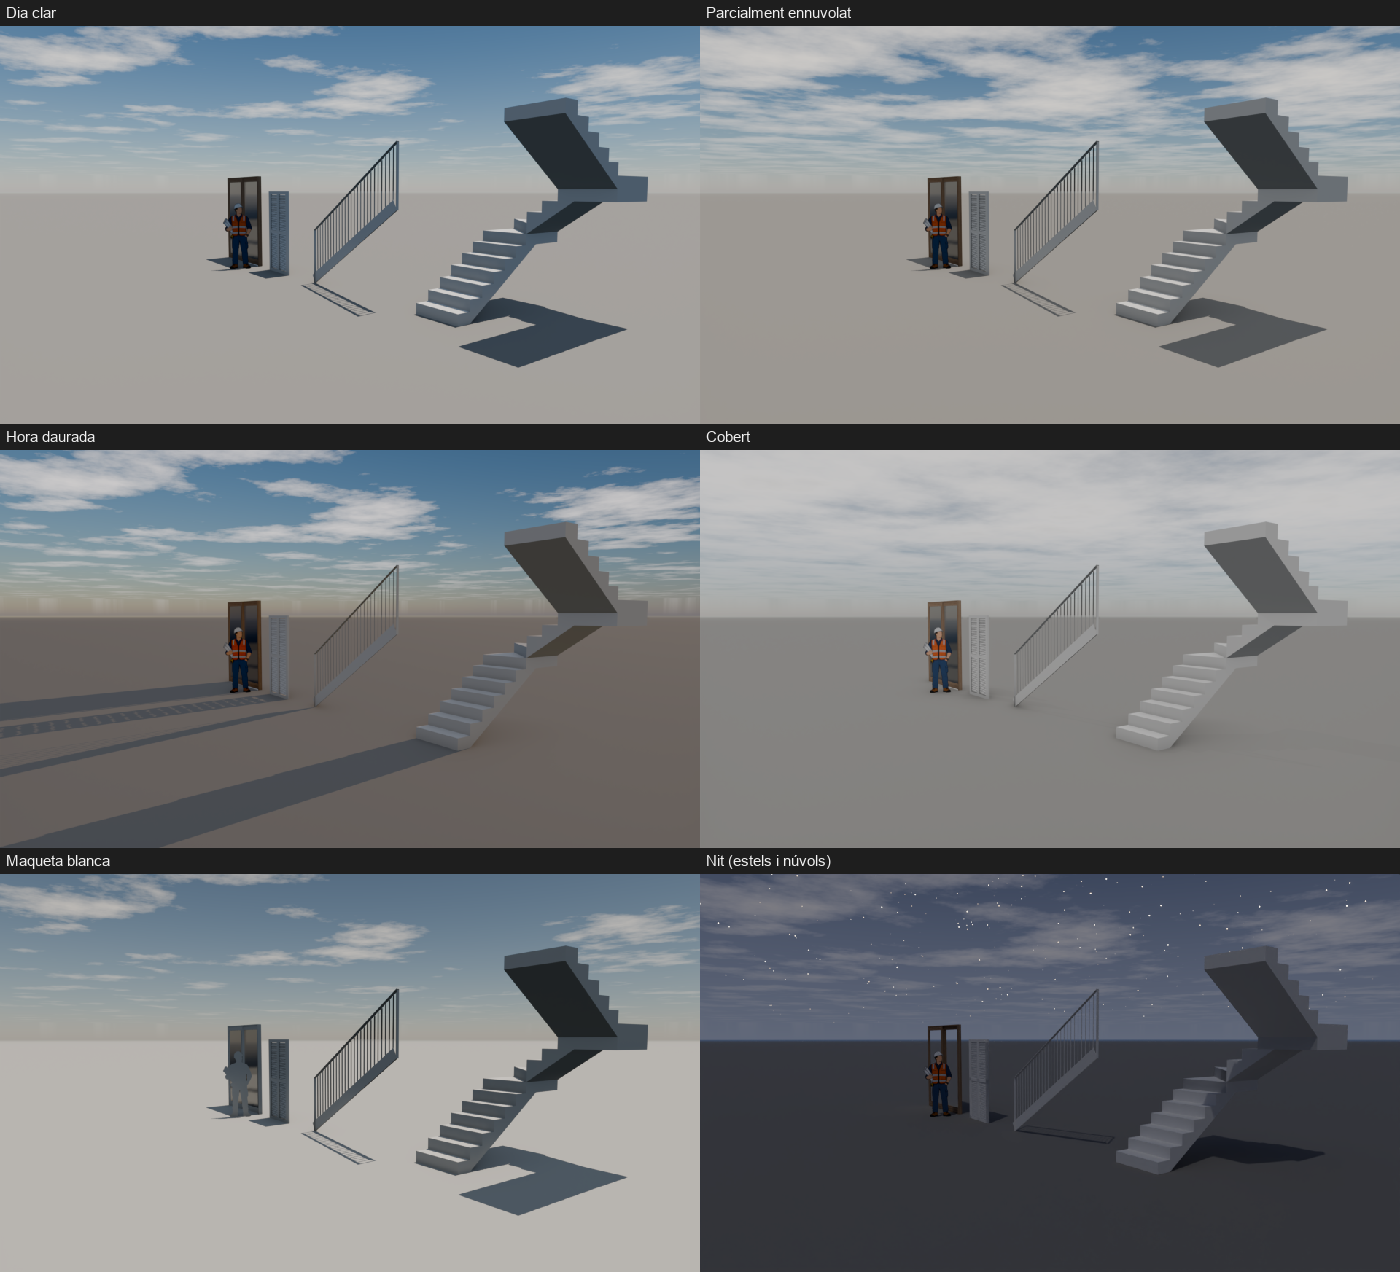 Dia clar
Parcialment ennuvolat
Hora daurada
Cobert
Maqueta blanca
Nit (estels i núvols)